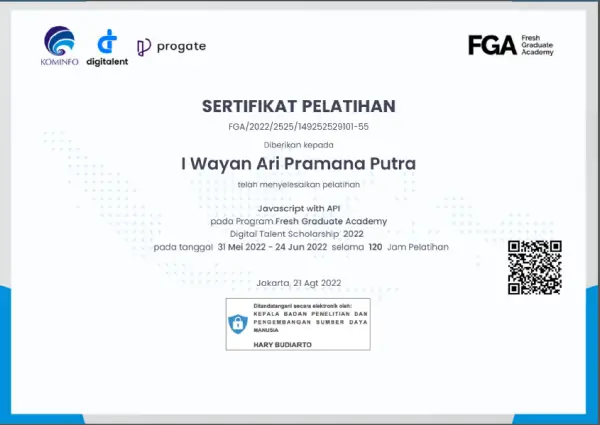 KOMINFO
digitalent
progate
FGA Fresh
Graduate
Academy
SERTIFIKAT PELATIHAN
FGA/2022/2525/149252529101-55
Diberikan kepada
I Wayan Ari Pramana Putra
telah menyelesaikan pelatihan
Javascript with API
pada Program Fresh Graduate Academy
Digital Talent Scholarship 2022
pada tanggal 31 Mei 2022 - 24 Jun 2022 selama 120 Jam Pelatihan
Jakarta, 21 Agt 2022
Ditandatangani secara elektronik oleh:
KEPALA BADAN PENELITIAN DAN
PENGEMBANGAN SUMBER DAYA
MANUSIA
HARY BUDIARTO